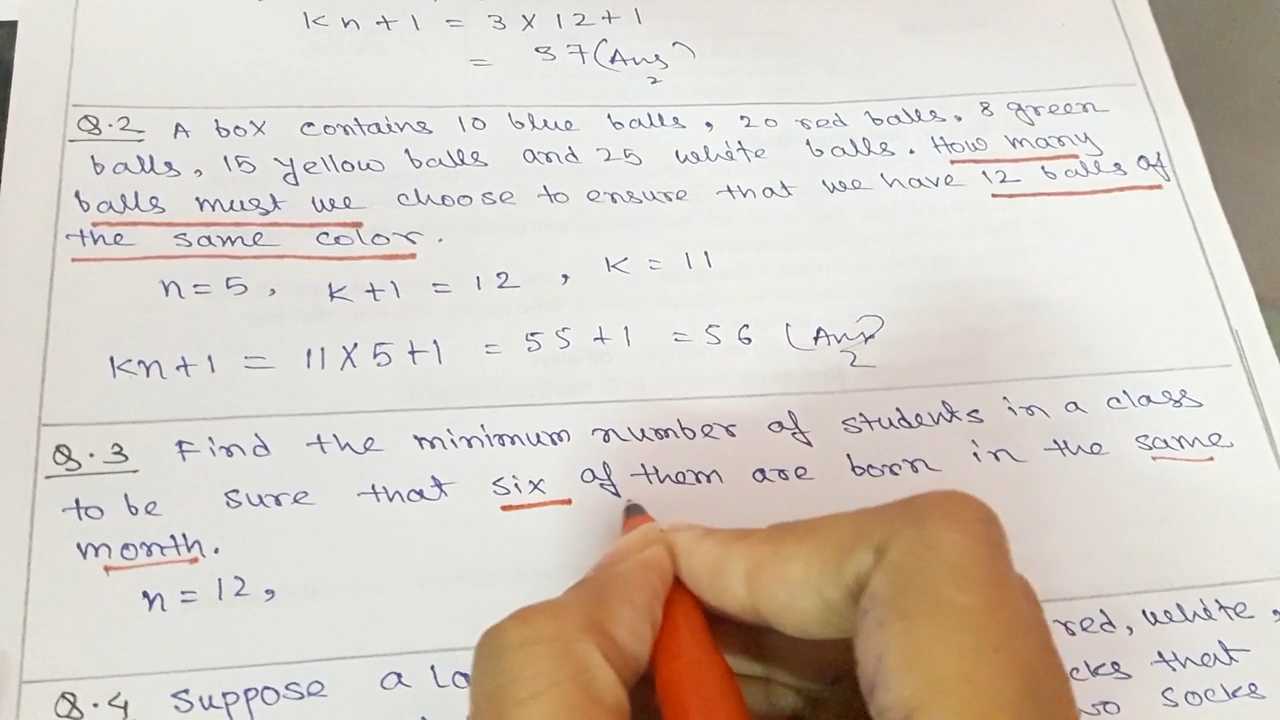 Kn+1 = 3 X 12+1
= 37 (Ans)
Q.2 A box contains 10 blue balls, 20 red balls, 8 green
balls, 15 yellow balls and 25 white balls. How many
balls must we choose to ensure that we have 12 balls of
the same color.
n=5, K+1 = 12 , K = 11
Kn+1 = 11X5+1 = 55+1 = 56 (Ans)
Q.3 Find the minimum number of students in a class
to be sure that six of them are born in the same
month.
n = 12,
red, white,
Q.4 Suppose a
that
socks